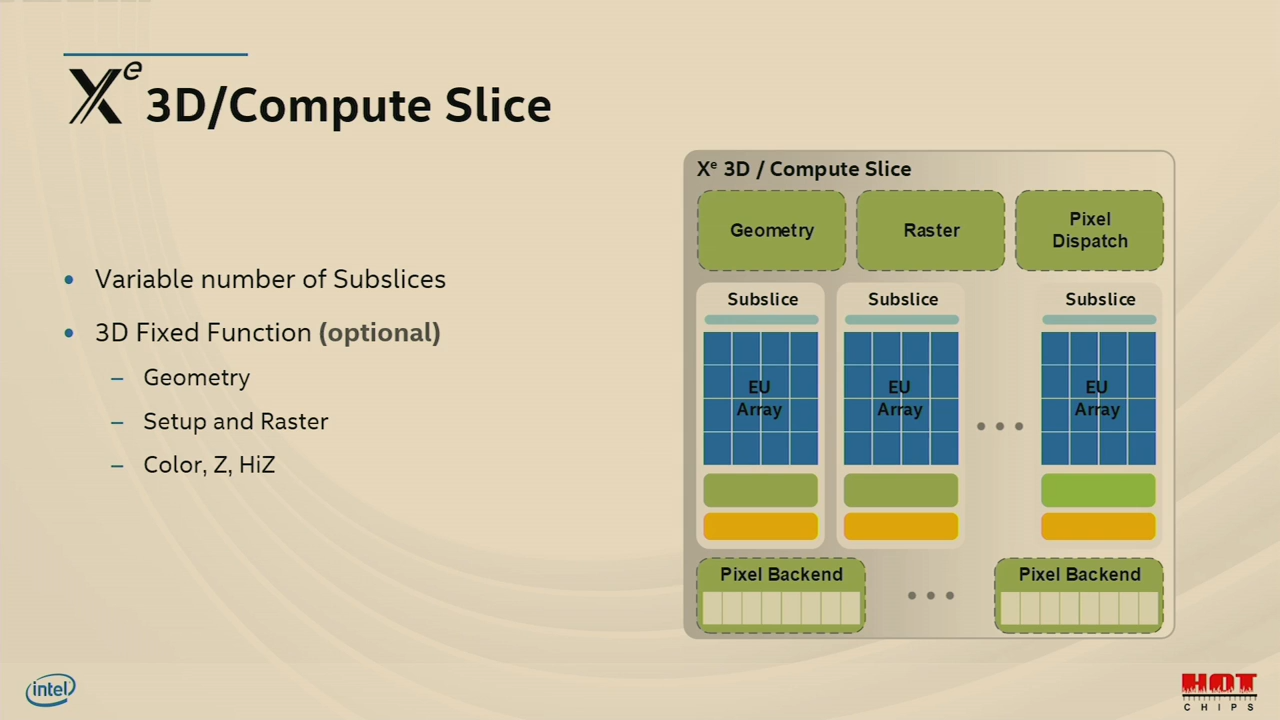 Xe 3D/Compute Slice
• Variable number of Subslices
• 3D Fixed Function (optional)
– Geometry
– Setup and Raster
– Color, Z, HiZ
Xe 3D / Compute Slice
Geometry
Raster
Pixel
Dispatch
Subslice
EU
Array
Subslice
EU
Array
Subslice
EU
Array
Pixel Backend
Pixel Backend
intel
HOT
CHIPS